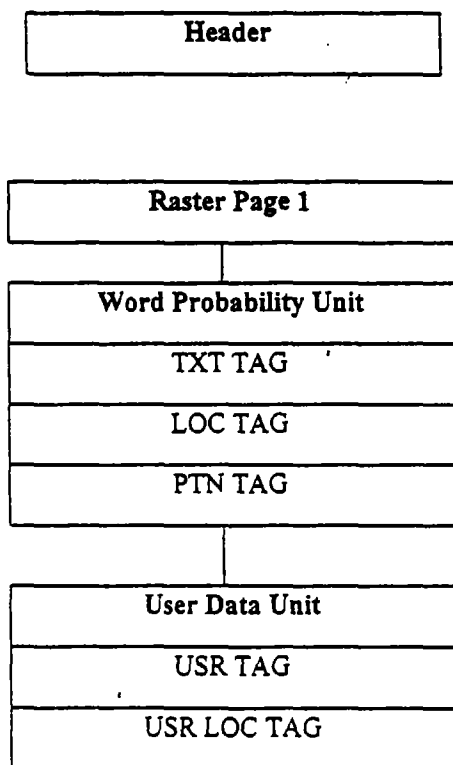 Header
Raster Page 1
Word Probability Unit
TXT TAG
LOC TAG
PTN TAG
User Data Unit
USR TAG
USR LOC TAG